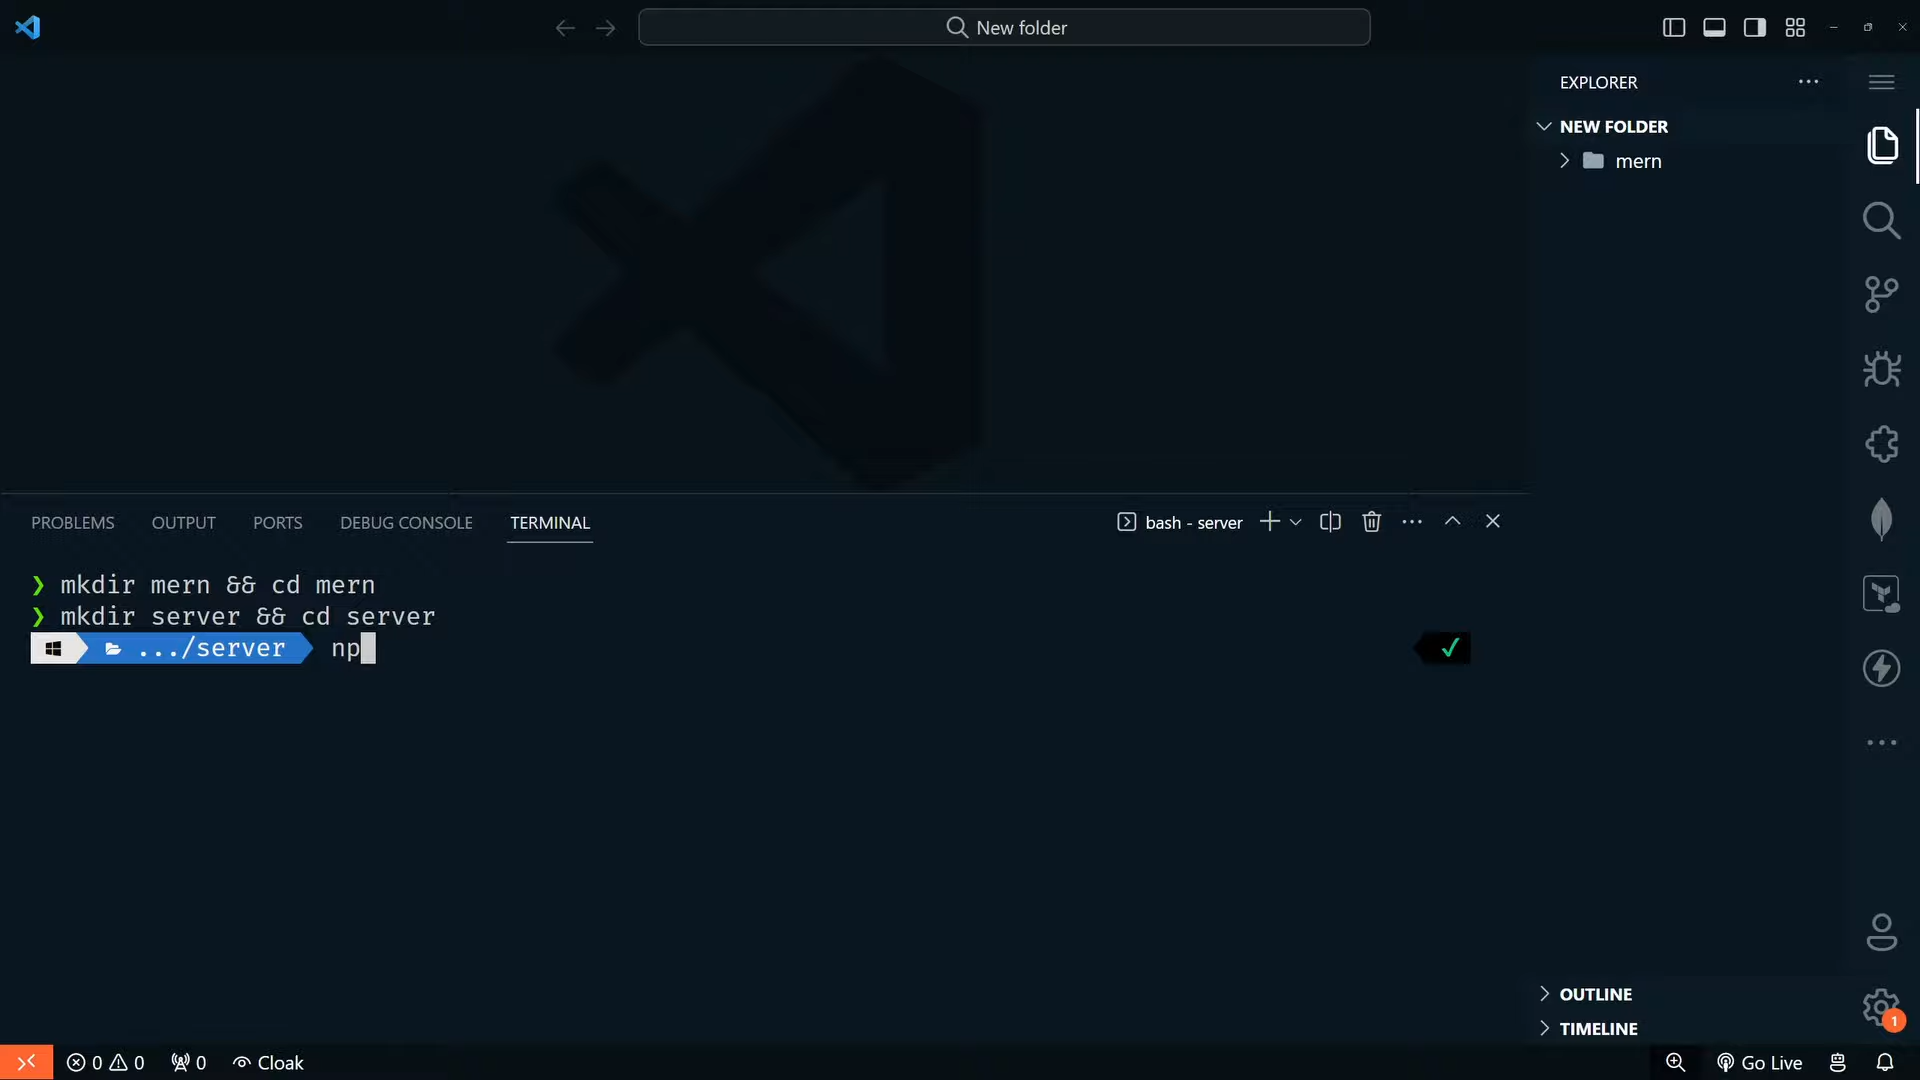 New folder
EXPLORER
NEW FOLDER
mern
PROBLEMS OUTPUT PORTS DEBUG CONSOLE TERMINAL
bash - server
❯ mkdir mern && cd mern
❯ mkdir server && cd server
.../server np
✓
OUTLINE
TIMELINE
1
0 0 0 Cloak
Go Live